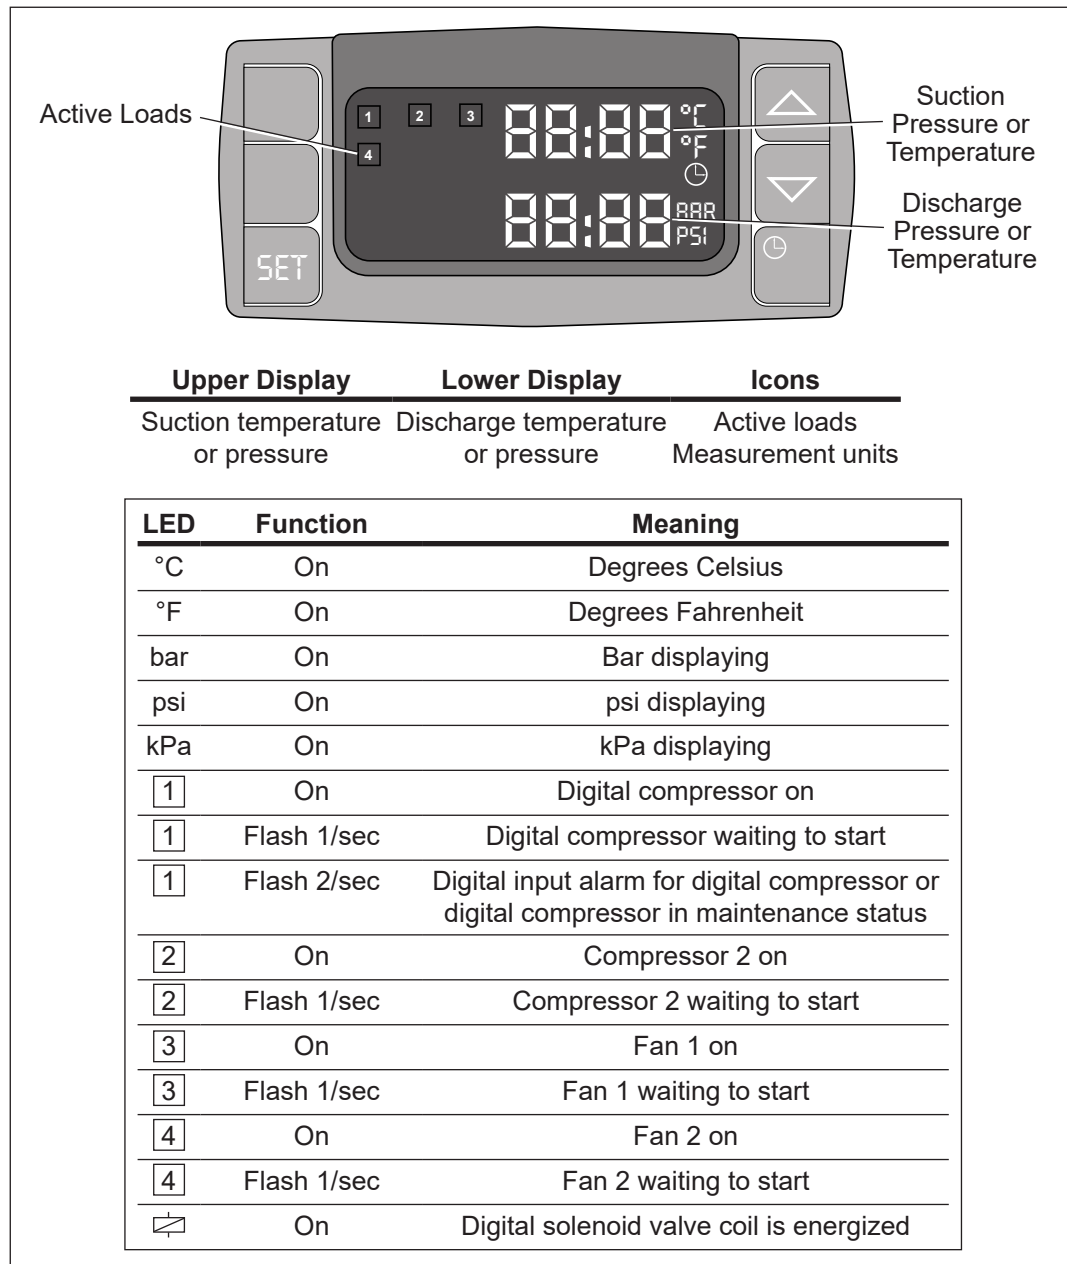 Active Loads
1 2 3
4
88:88 °C
°F
88:88 BAR
PSI
SET
Suction
Pressure or
Temperature
Discharge
Pressure or
Temperature
Upper Display Lower Display Icons
Suction temperature Discharge temperature Active loads
or pressure or pressure Measurement units
LED Function Meaning
°C On Degrees Celsius
°F On Degrees Fahrenheit
bar On Bar displaying
psi On psi displaying
kPa On kPa displaying
1 On Digital compressor on
1 Flash 1/sec Digital compressor waiting to start
1 Flash 2/sec Digital input alarm for digital compressor or
digital compressor in maintenance status
2 On Compressor 2 on
2 Flash 1/sec Compressor 2 waiting to start
3 On Fan 1 on
3 Flash 1/sec Fan 1 waiting to start
4 On Fan 2 on
4 Flash 1/sec Fan 2 waiting to start
On Digital solenoid valve coil is energized